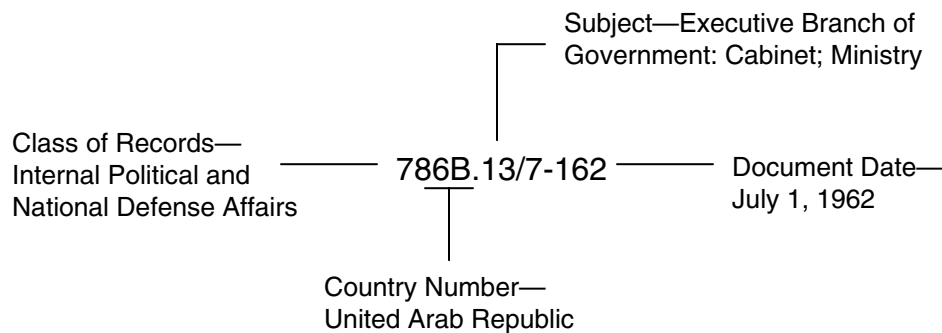 Subject—Executive Branch of
Government: Cabinet; Ministry
Class of Records—
Internal Political and
National Defense Affairs
786B.13/7-162
Document Date—
July 1, 1962
Country Number—
United Arab Republic